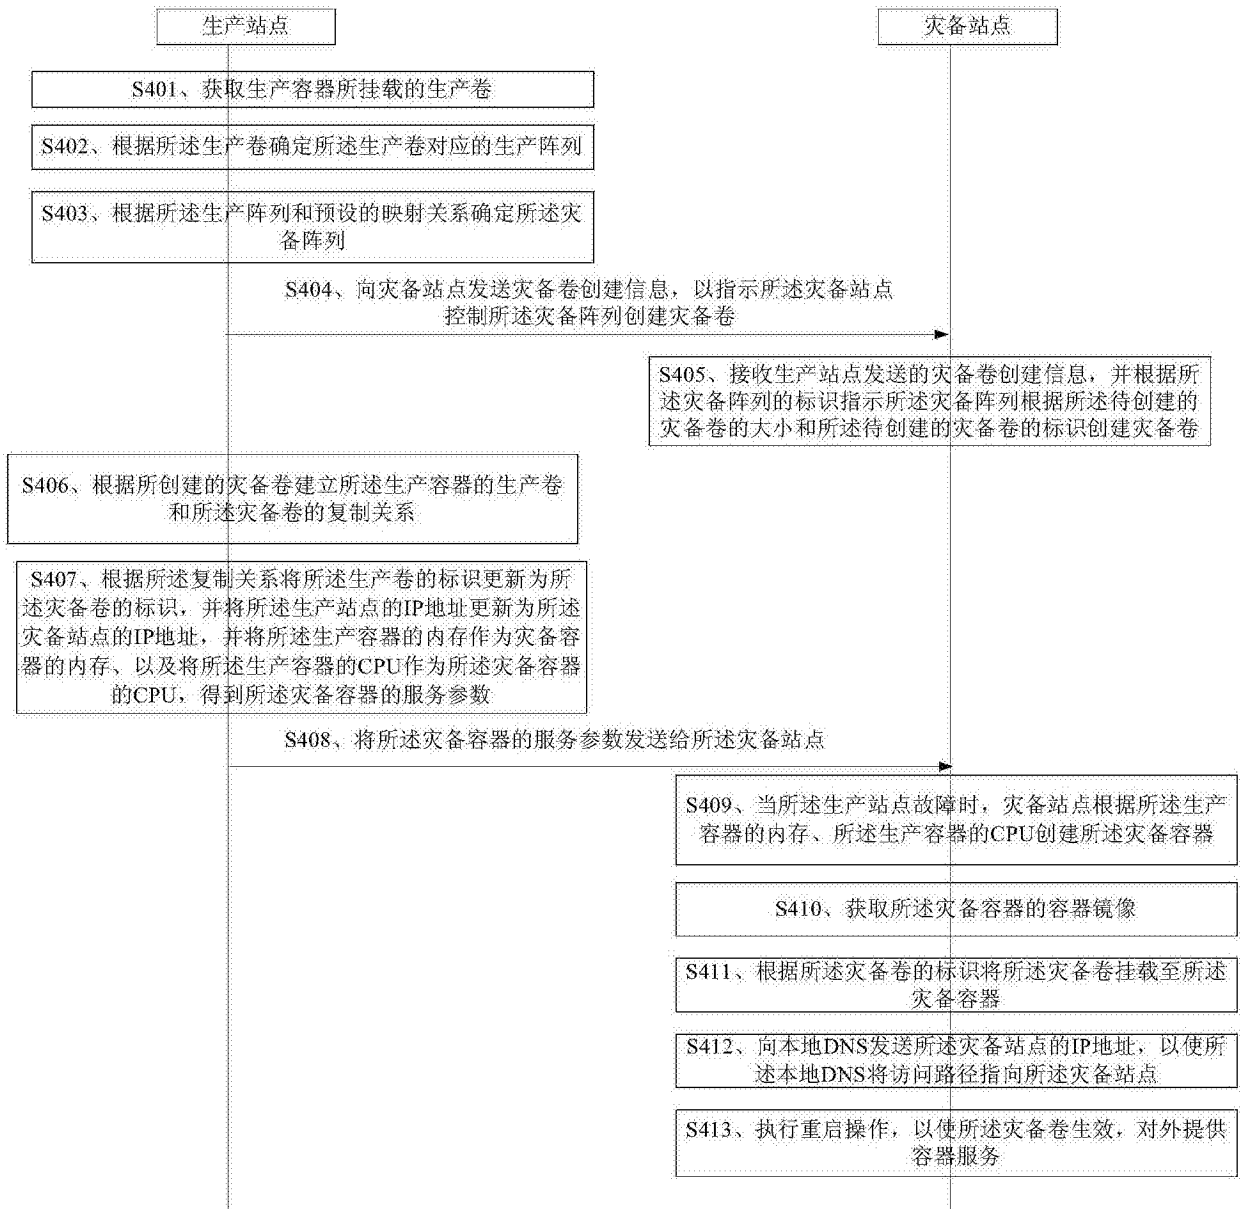 生产站点
灾备站点
S401、获取生产容器所挂载的生产卷
S402、根据所述生产卷确定所述生产卷对应的生产阵列
S403、根据所述生产阵列和预设的映射关系确定所述灾
备阵列
S404、向灾备站点发送灾备卷创建信息，以指示所述灾备站点
控制所述灾备阵列创建灾备卷
S405、接收生产站点发送的灾备卷创建信息，并根据所
述灾备阵列的标识指示所述灾备阵列根据所述待创建的
灾备卷的大小和所述待创建的灾备卷的标识创建灾备卷
S406、根据所创建的灾备卷建立所述生产容器的生产卷
和所述灾备卷的复制关系
S407、根据所述复制关系将所述生产卷的标识更新为所
述灾备卷的标识，并将所述生产站点的IP地址更新为所述
灾备站点的IP地址，并将所述生产容器的内存作为灾备容
器的内存、以及将所述生产容器的CPU作为所述灾备容器
的CPU，得到所述灾备容器的服务参数
S408、将所述灾备容器的服务参数发送给所述灾备站点
S409、当所述生产站点故障时，灾备站点根据所述生产
容器的内存、所述生产容器的CPU创建所述灾备容器
S410、获取所述灾备容器的容器镜像
S411、根据所述灾备卷的标识将所述灾备卷挂载至所述
灾备容器
S412、向本地DNS发送所述灾备站点的IP地址，以使所
述本地DNS将访问路径指向所述灾备站点
S413、执行重启操作，以使所述灾备卷生效，对外提供
容器服务